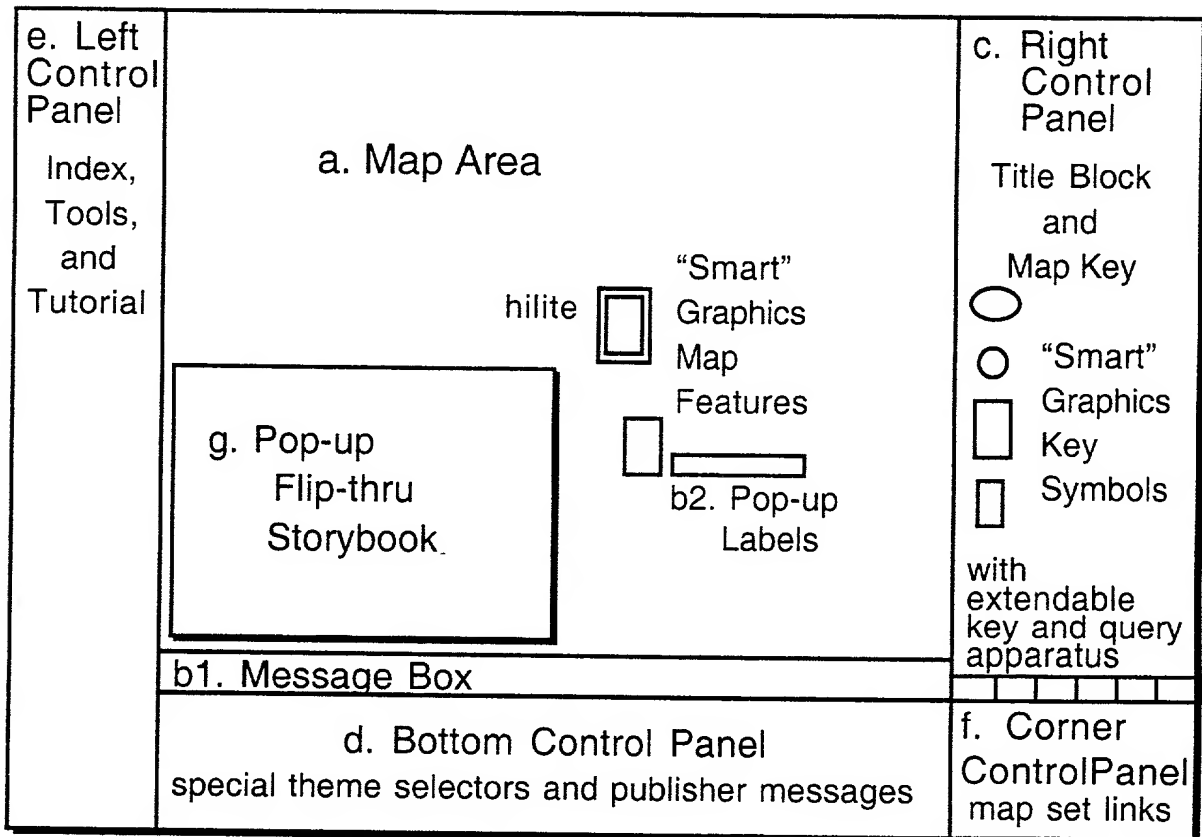 e. Left
Control
Panel
Index,
Tools,
and
Tutorial
a. Map Area
hilite
“Smart”
Graphics
Map
Features
g. Pop-up
Flip-thru
Storybook
b2. Pop-up
Labels
b1. Message Box
d. Bottom Control Panel
special theme selectors and publisher messages
c. Right
Control
Panel
Title Block
and
Map Key
“Smart”
Graphics
Key
Symbols
with
extendable
key and query
apparatus
f. Corner
ControlPanel
map set links